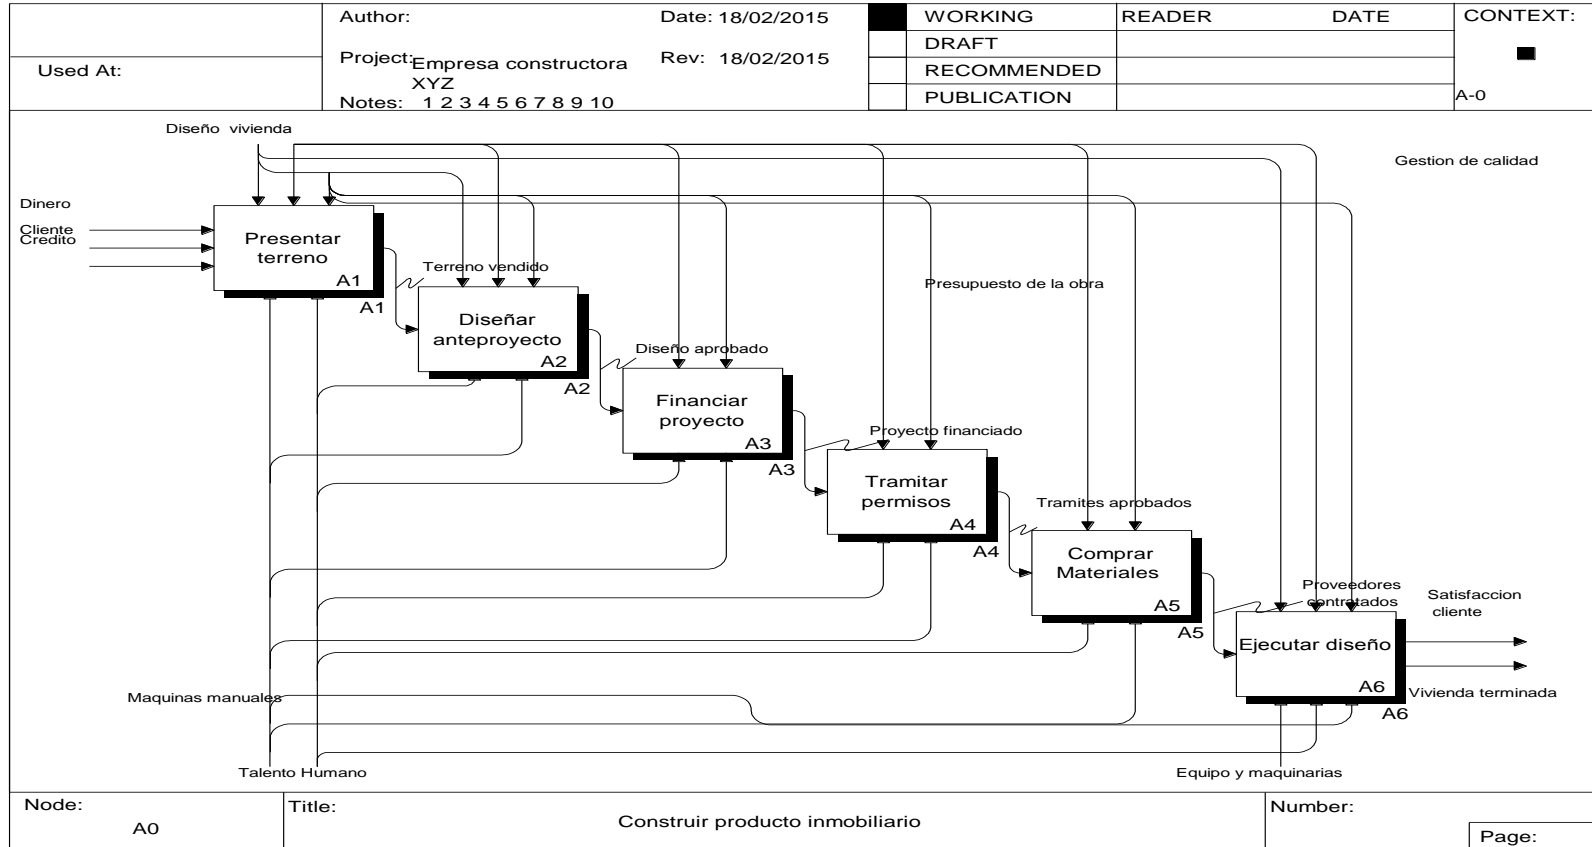 Used At:
Author:
Date: 18/02/2015
Project: Empresa constructora
XYZ
Rev: 18/02/2015
Notes: 1 2 3 4 5 6 7 8 9 10
WORKING
DRAFT
RECOMMENDED
PUBLICATION
READER
DATE
CONTEXT:
A-0
Diseño vivienda
Gestion de calidad
Dinero
Cliente
Credito
Presentar
terreno
A1
A1
Terreno vendido
Presupuesto de la obra
Diseñar
anteproyecto
A2
A2
Diseño aprobado
Financiar
proyecto
A3
A3
Proyecto financiado
Tramitar
permisos
A4
A4
Tramites aprobados
Comprar
Materiales
A5
A5
Proveedores
contratados
Satisfaccion
cliente
Ejecutar diseño
A6
A6
Vivienda terminada
Maquinas manuales
Talento Humano
Equipo y maquinarias
Node:
A0
Title:
Construir producto inmobiliario
Number:
Page: